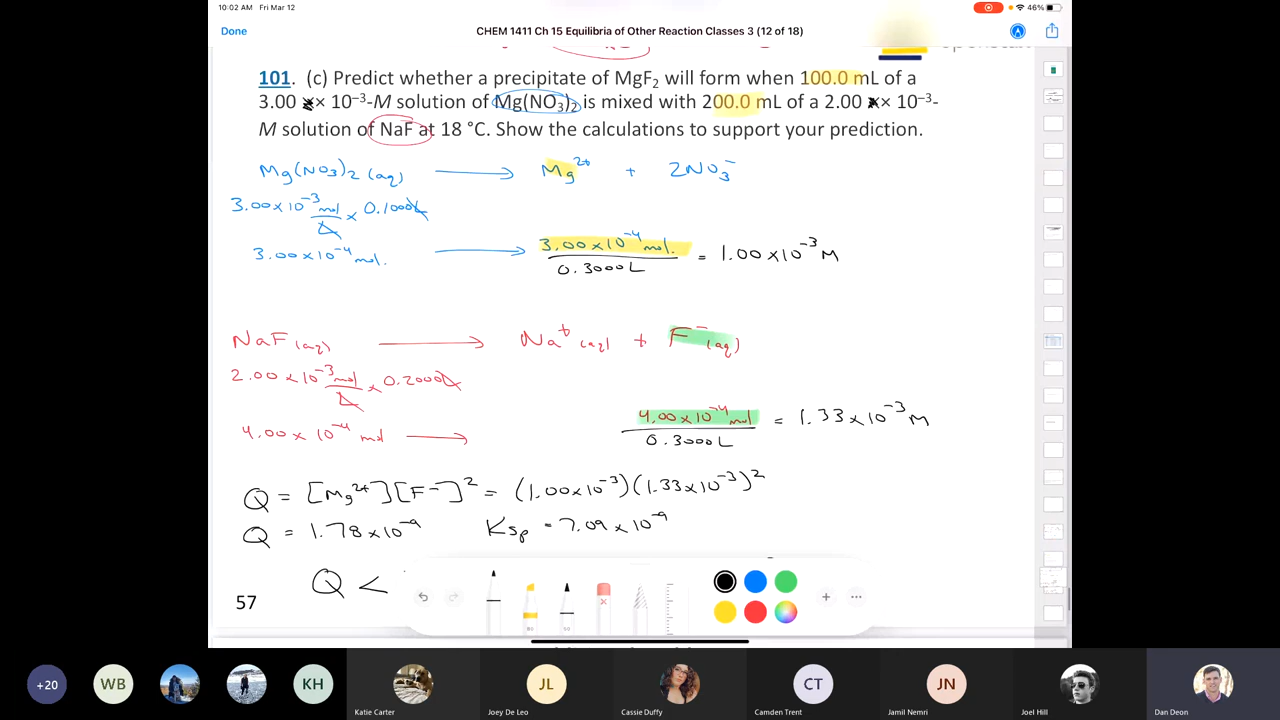 10:02 AM Fri Mar 12
46%
Done
CHEM 1411 Ch 15 Equilibria of Other Reaction Classes 3 (12 of 18)
101. (c) Predict whether a precipitate of MgF₂ will form when 100.0 mL of a
3.00 × 10⁻³-M solution of Mg(NO₃)₂ is mixed with 200.0 mL of a 2.00 × 10⁻³-
M solution of NaF at 18 °C. Show the calculations to support your prediction.
Mg(NO₃)₂ (aq) → Mg²⁺ + 2NO₃⁻
3.00×10⁻³ mol/L × 0.1000L
3.00×10⁻⁴ mol. → 3.00×10⁻⁴ mol. / 0.3000L = 1.00×10⁻³ M
NaF (aq) → Na⁺ (aq) + F⁻ (aq)
2.00×10⁻³ mol/L × 0.2000L
4.00×10⁻⁴ mol → 4.00×10⁻⁴ mol / 0.3000L = 1.33×10⁻³ M
Q = [Mg²⁺][F⁻]² = (1.00×10⁻³)(1.33×10⁻³)²
Q = 1.78×10⁻⁹ Ksp = 7.09×10⁻⁹
Q <
57
+20
WB
KH
JL
CT
JN
Katie Carter
Joey De Leo
Cassie Duffy
Camden Trent
Jamil Nemri
Joel Hill
Dan Deon